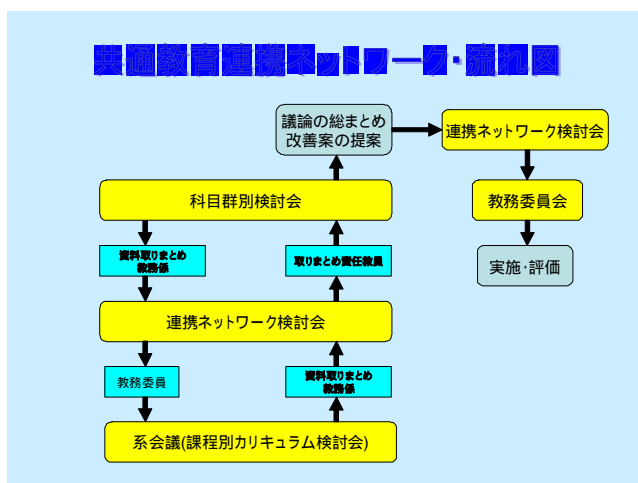 共通教育連携ネットワーク・流れ図
議論の総まとめ
改善案の提案
連携ネットワーク検討会
科目群別検討会
教務委員会
資料取りまとめ
教務係
取りまとめ責任教員
実施・評価
連携ネットワーク検討会
教務委員
資料取りまとめ
教務係
系会議(課程別カリキュラム検討会)